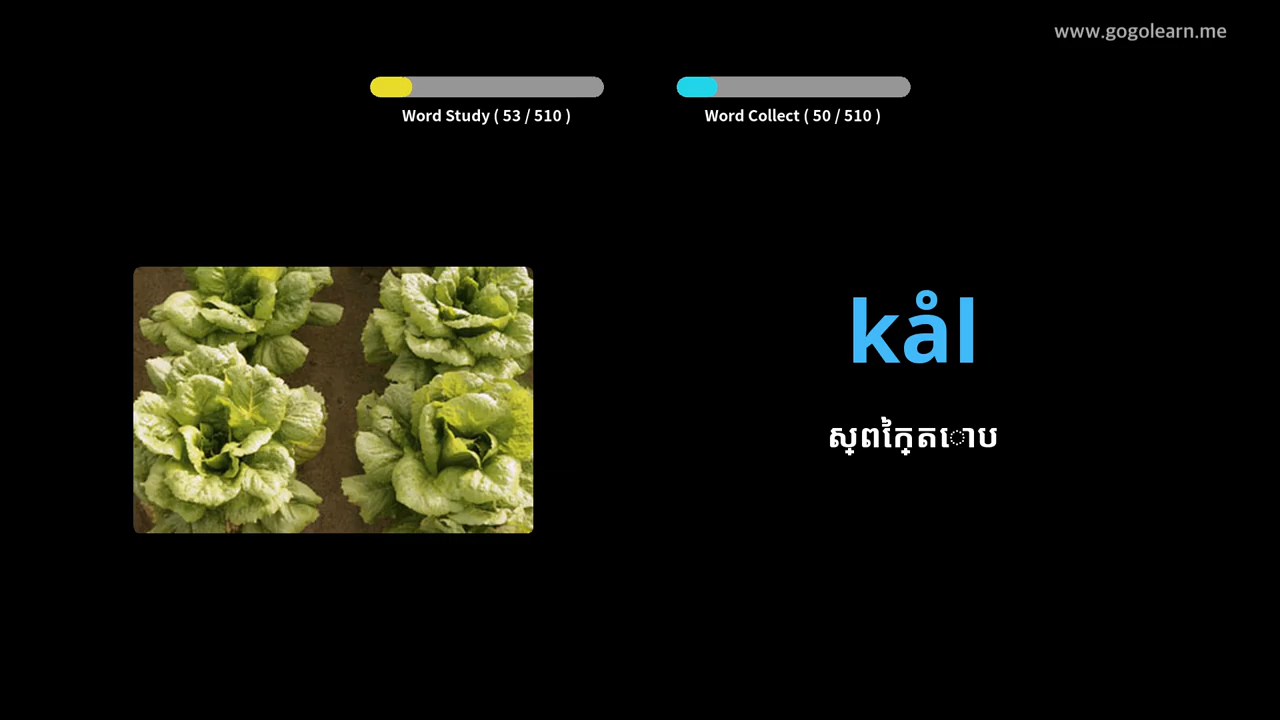 www.gogolearn.me
Word Study ( 53 / 510 )
Word Collect ( 50 / 510 )
kål
ស្ពក្តៃោប